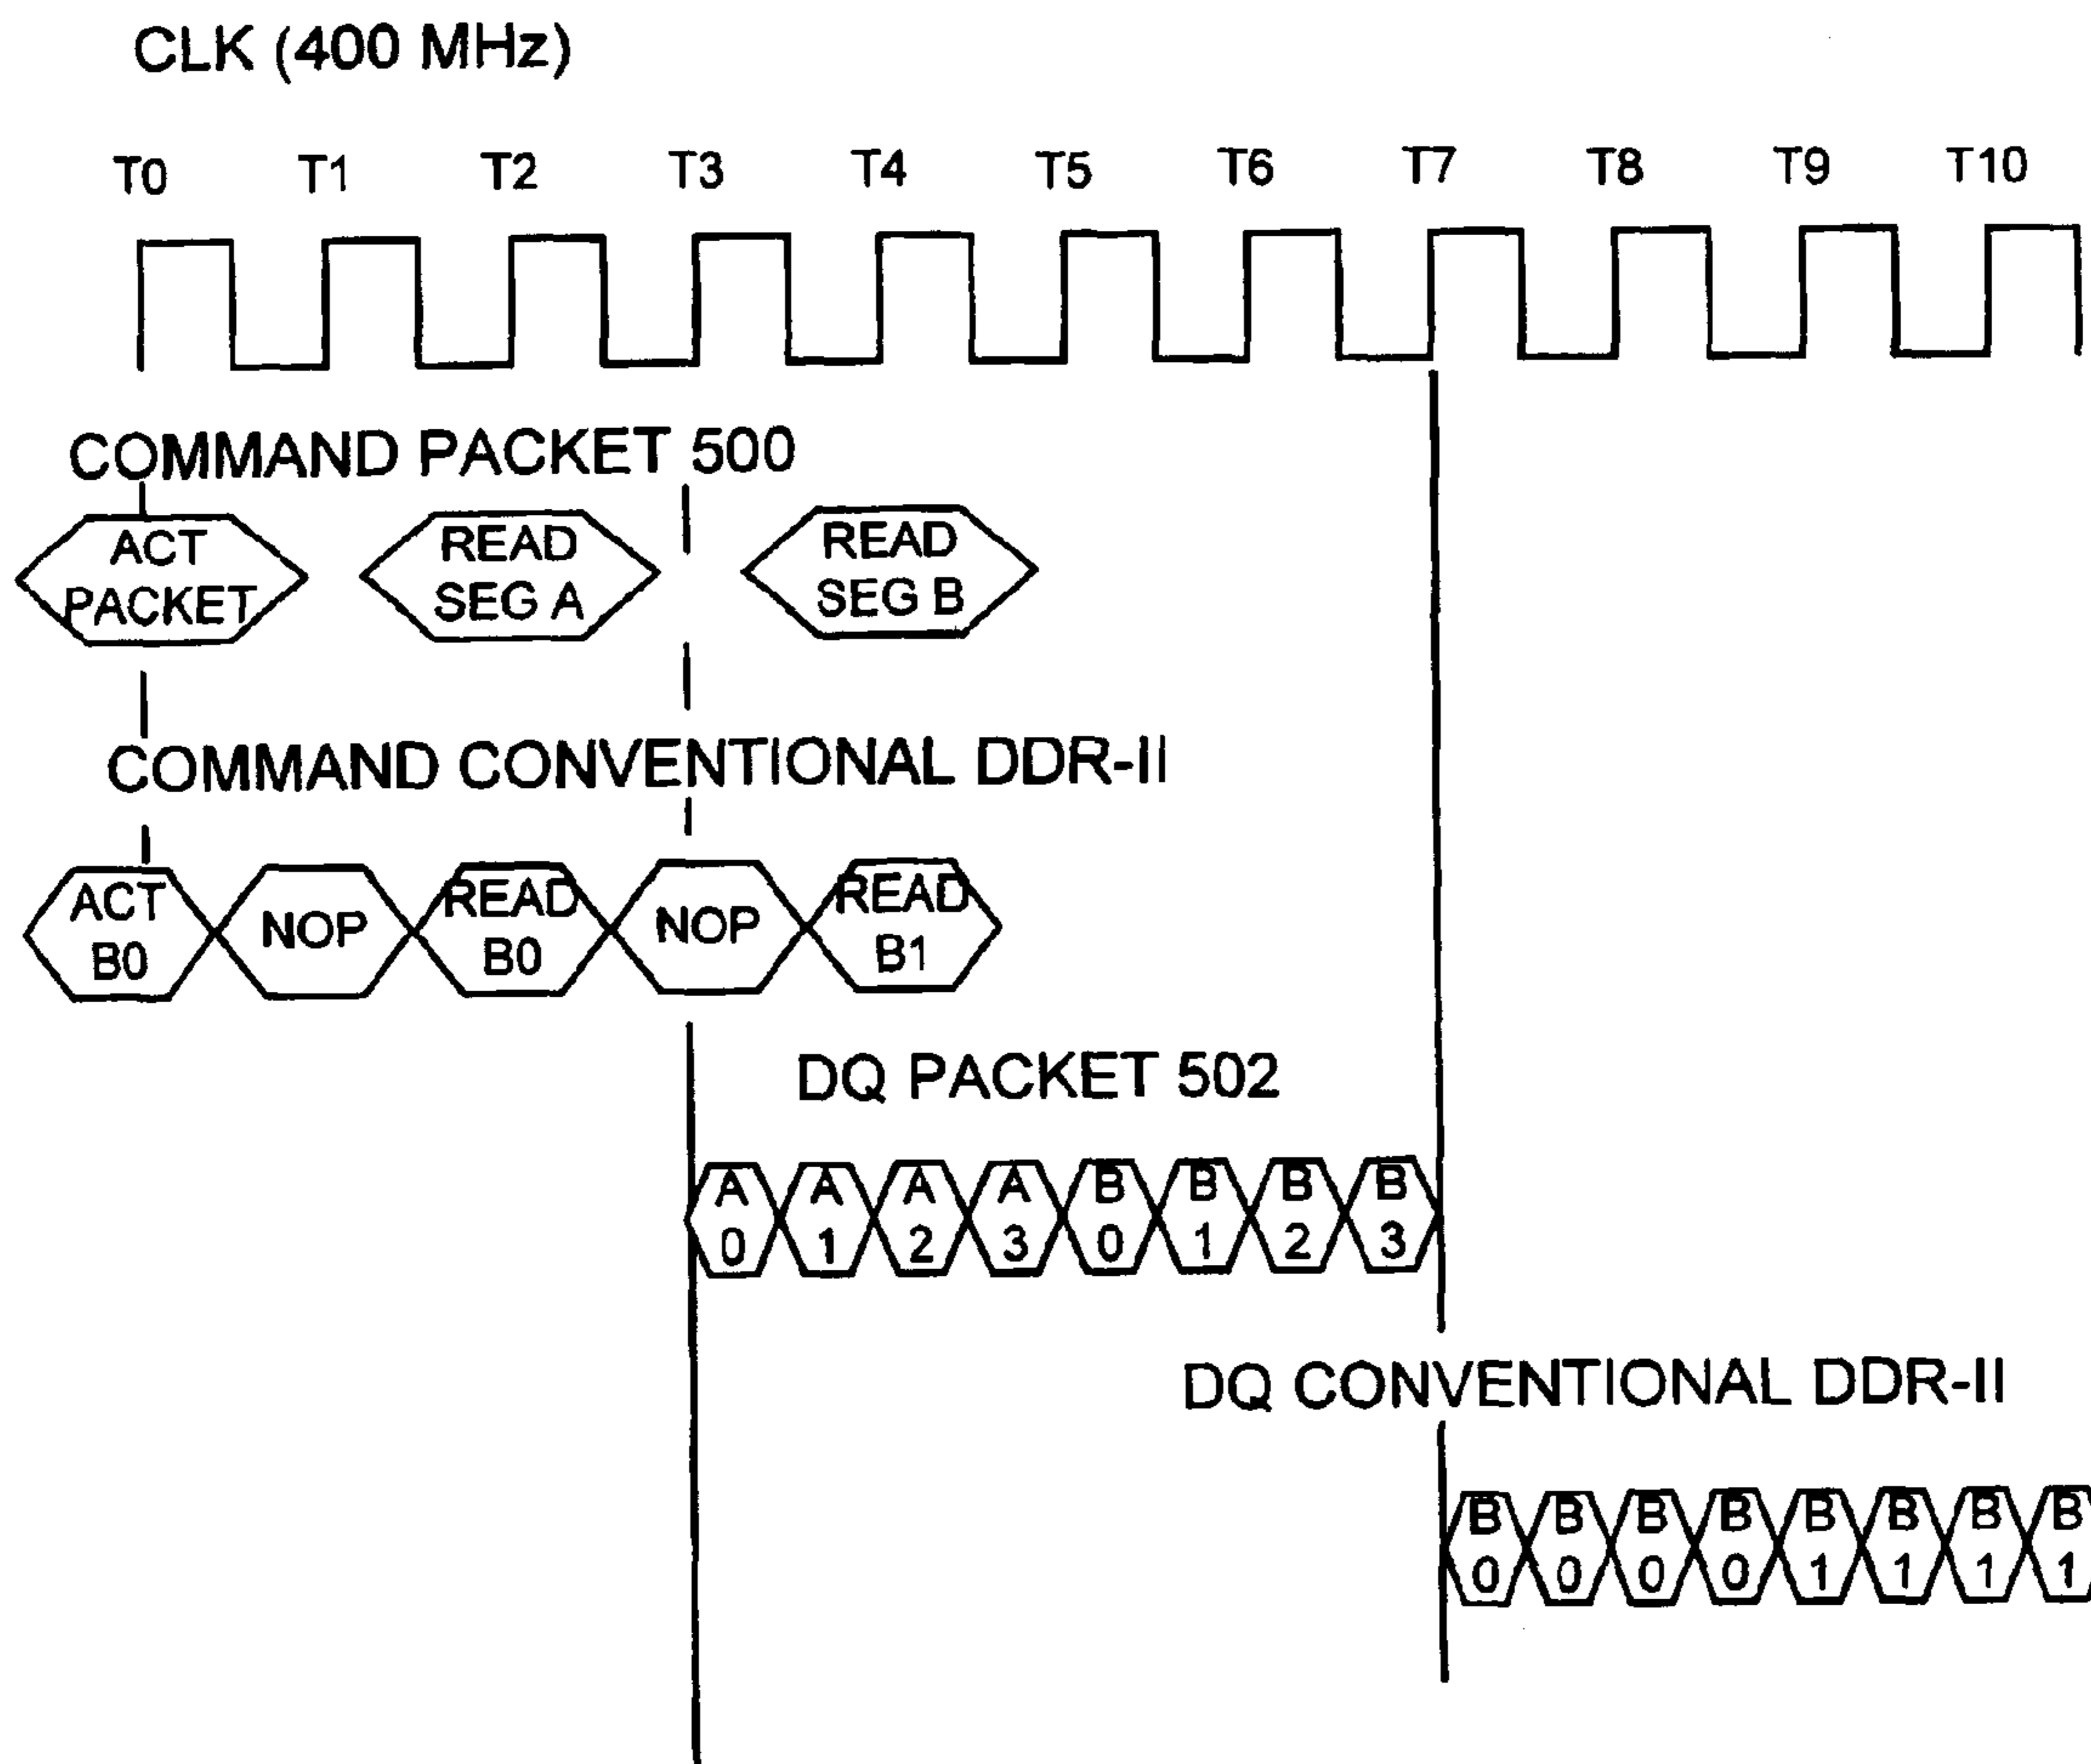 CLK (400 MHz)
T0 T1 T2 T3 T4 T5 T6 T7 T8 T9 T10
COMMAND PACKET 500
ACT PACKET
READ SEG A
READ SEG B
COMMAND CONVENTIONAL DDR-II
ACT B0
NOP
READ B0
NOP
READ B1
DQ PACKET 502
A 0
A 1
A 2
A 3
B 0
B 1
B 2
B 3
DQ CONVENTIONAL DDR-II
B 0
B 0
B 0
B 0
B 1
B 1
B 1
B 1